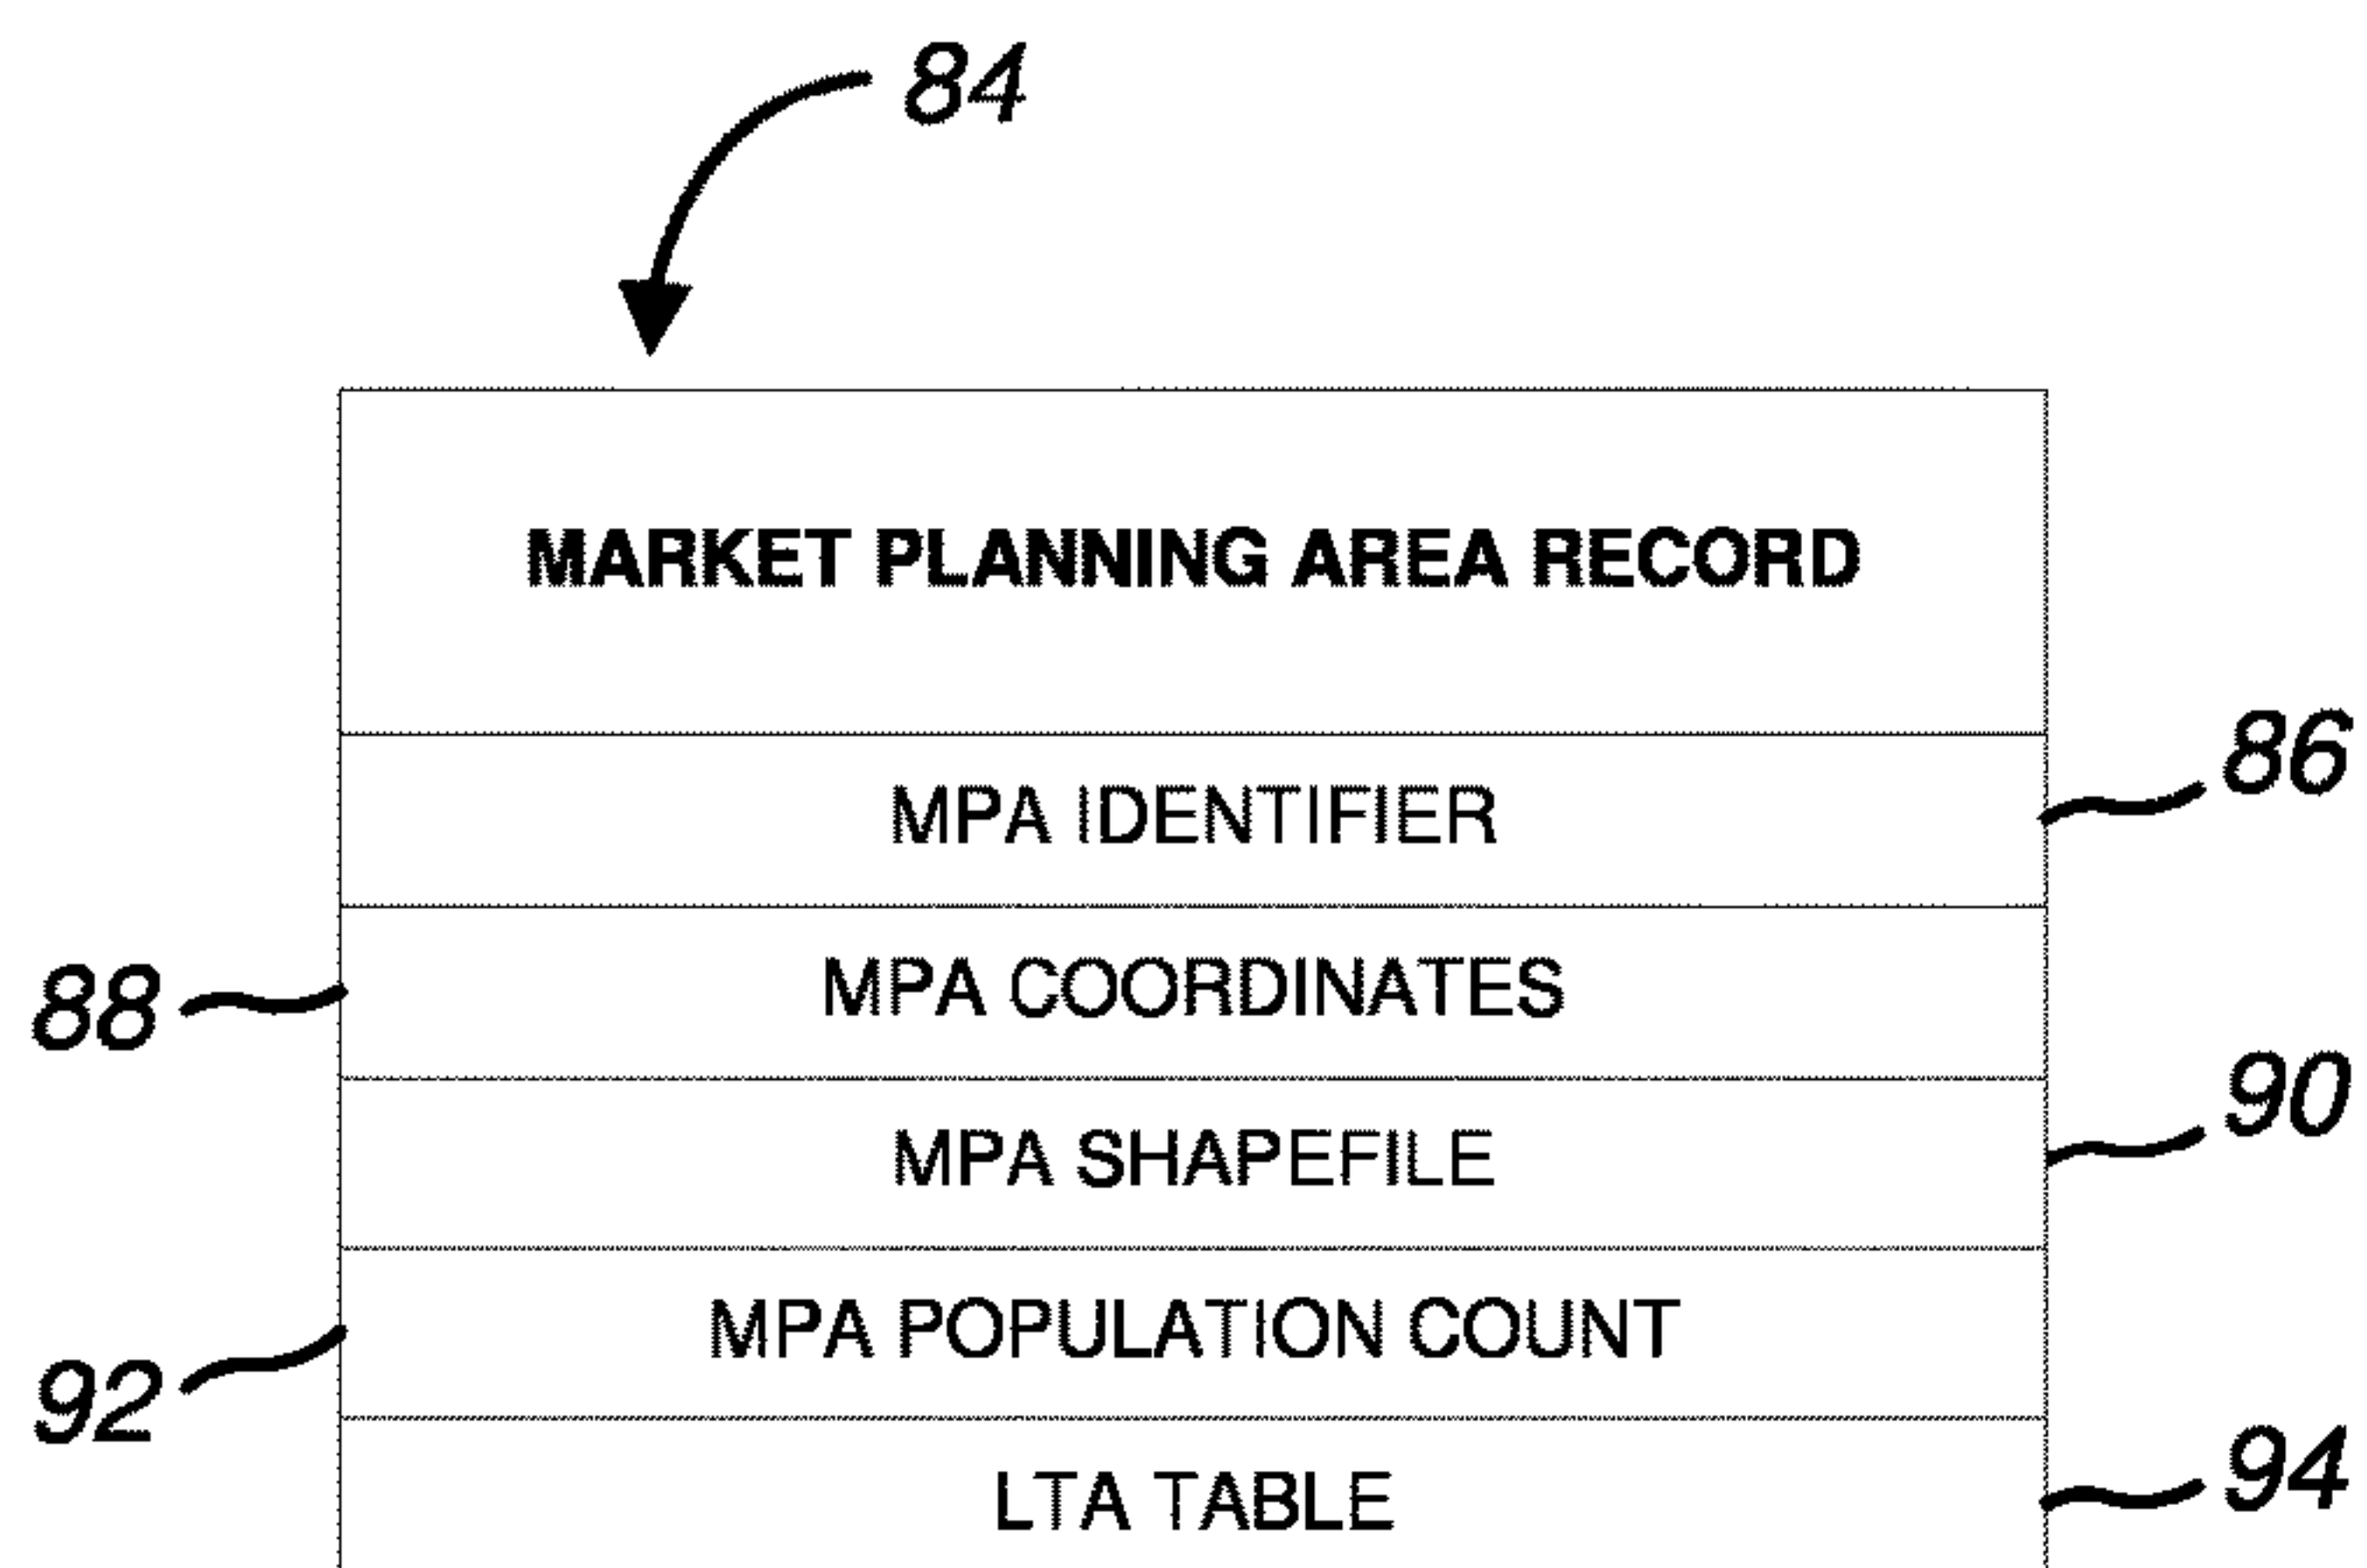 84
MARKET PLANNING AREA RECORD
MPA IDENTIFIER
86
88
MPA COORDINATES
MPA SHAPEFILE
90
MPA POPULATION COUNT
92
LTA TABLE
94